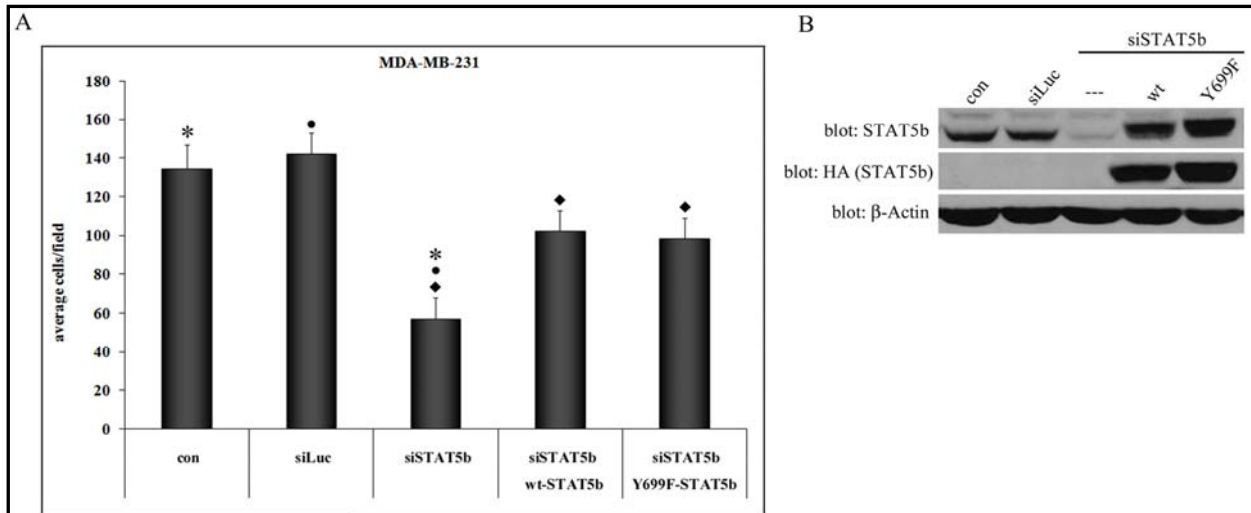 A
MDA-MB-231
average cells/field
180
160
140
120
100
80
60
40
20
0
*
●
*
●
◆
◆
◆
con
siLuc
siSTAT5b
siSTAT5b
wt-STAT5b
siSTAT5b
Y699F-STAT5b
B
siSTAT5b
con
siLuc
---
wt
Y699F
blot: STAT5b
blot: HA (STAT5b)
blot: β-Actin